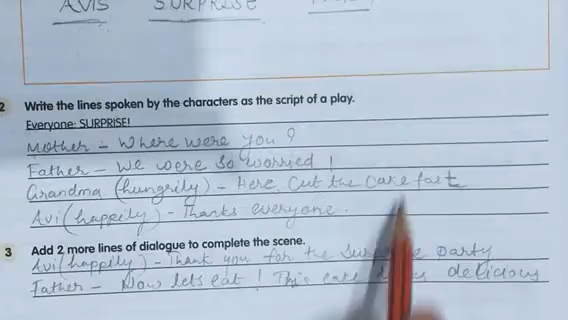 AVIS SURPRISE
2 Write the lines spoken by the characters as the script of a play.
Everyone: SURPRISE!
Mother - Where were you?
Father - We were so worried!
Grandma (hungrily) - Here cut the cake fast
Avi (happily) - Thanks everyone.
3 Add 2 more lines of dialogue to complete the scene.
Avi (happily) - Thank you for the party
Father - Now lets eat! This cake delicious